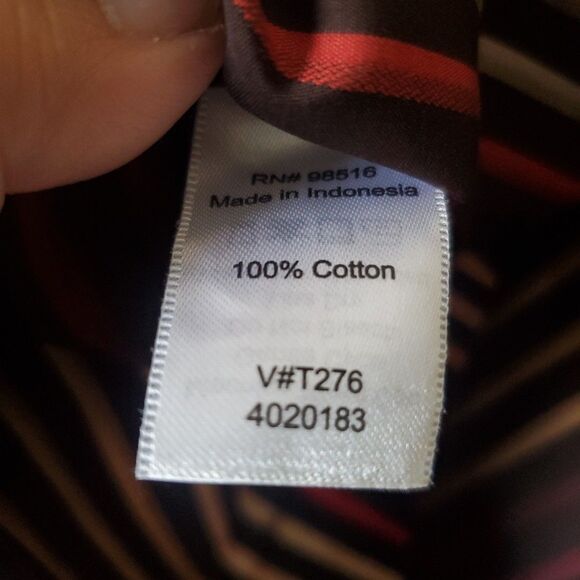 RN# 98516
Made in Indonesia
100% Cotton
V#T276
4020183